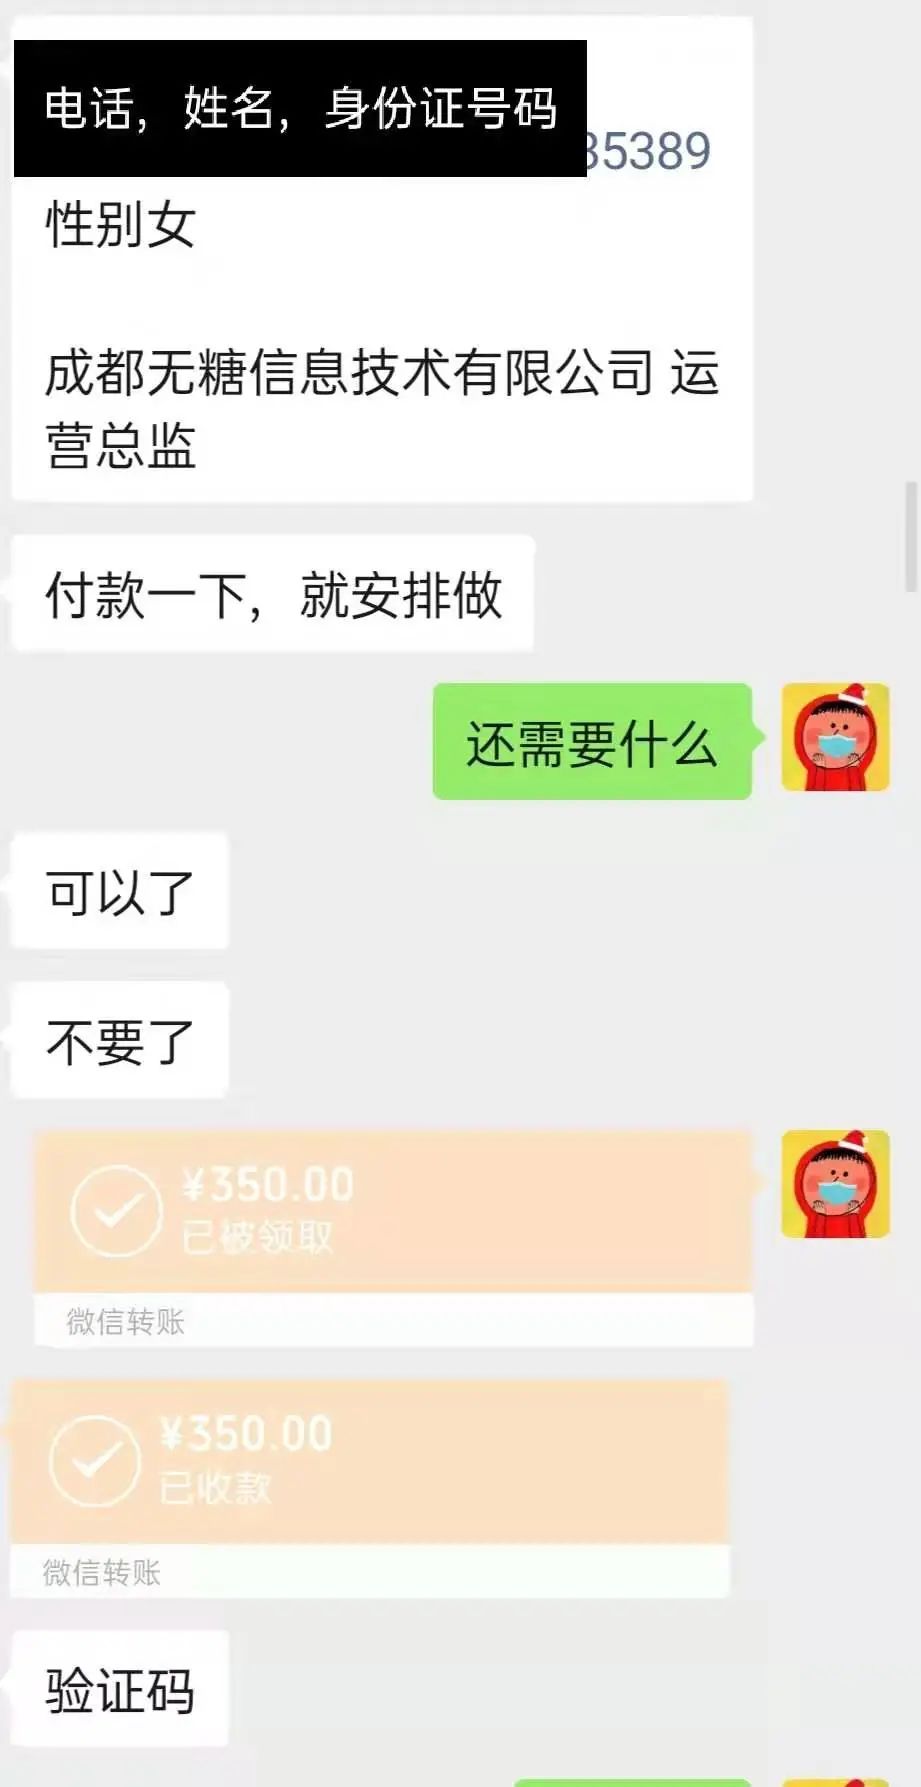 电话，姓名，身份证号码
35389
性别女
成都无糖信息技术有限公司 运
营总监
付款一下，就安排做
还需要什么
可以了
不要了
¥350.00
已被领取
微信转账
¥350.00
已收款
微信转账
验证码